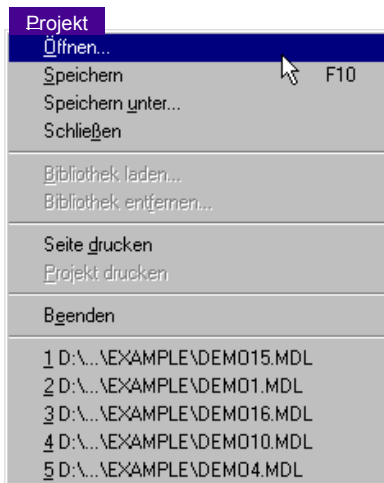 Projekt
Öffnen...
Speichern F10
Speichern unter...
Schließen
Bibliothek laden...
Bibliothek entfernen...
Seite drucken
Projekt drucken
Beenden
1 D:\...\EXAMPLE\DEMO15.MDL
2 D:\...\EXAMPLE\DEMO1.MDL
3 D:\...\EXAMPLE\DEMO16.MDL
4 D:\...\EXAMPLE\DEMO10.MDL
5 D:\...\EXAMPLE\DEMO4.MDL